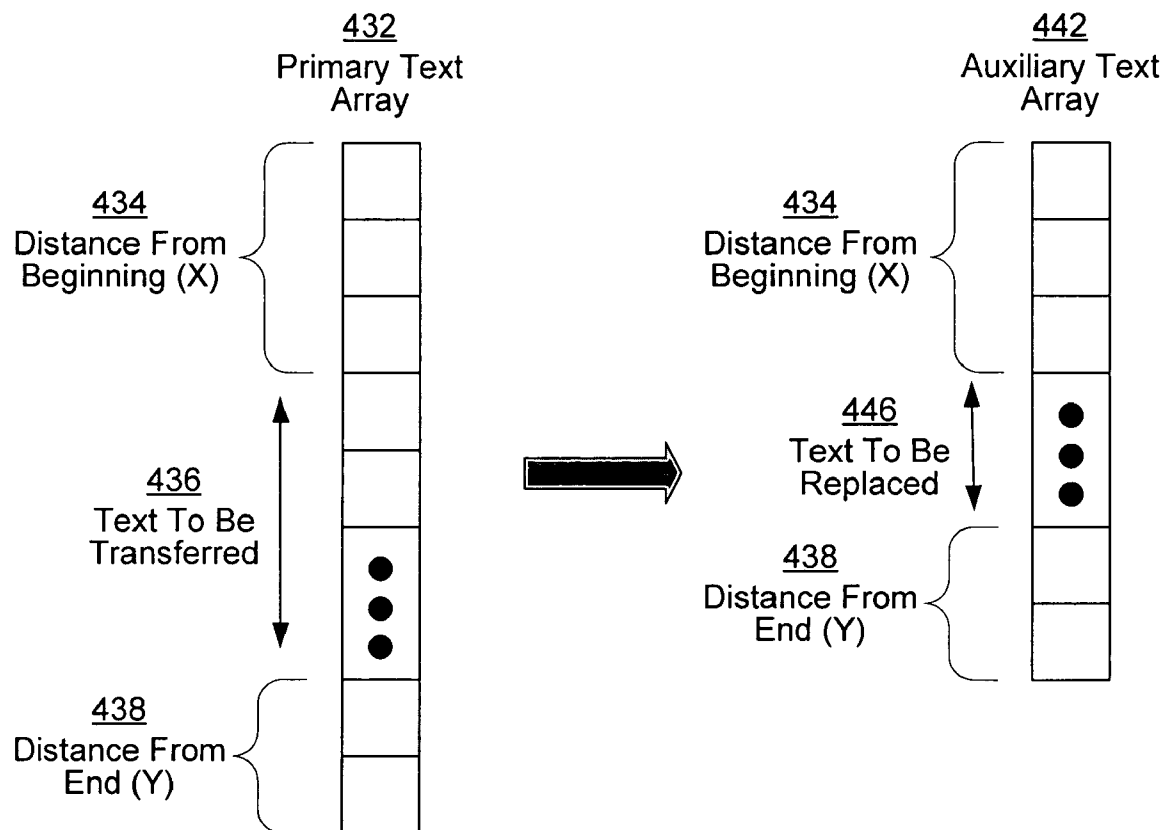 432
Primary Text
Array
434
Distance From
Beginning (X)
436
Text To Be
Transferred
438
Distance From
End (Y)
442
Auxiliary Text
Array
434
Distance From
Beginning (X)
446
Text To Be
Replaced
438
Distance From
End (Y)